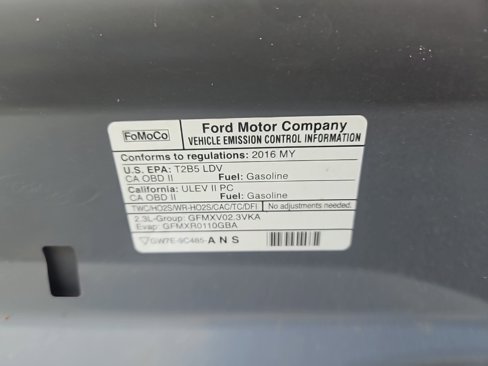 FoMoCo
Ford Motor Company
VEHICLE EMISSION CONTROL INFORMATION
Conforms to regulations: 2016 MY
U.S. EPA: T2B5 LDV
CA OBD II Fuel: Gasoline
California: ULEV II PC
CA OBD II Fuel: Gasoline
TWC/HO2S/WR-HO2S/CAC/TC/DFI No adjustments needed.
2.3L-Group: GFMXV02.3VKA
Evap: GFMXR0110GBA
GW7E-9C485-ANS